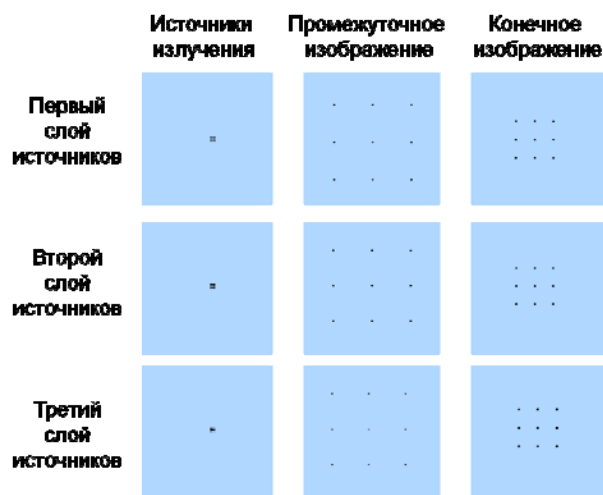 Источники
излучения
Промежуточное
изображение
Конечное
изображение
Первый
слой
источников
Второй
слой
источников
Третий
слой
источников